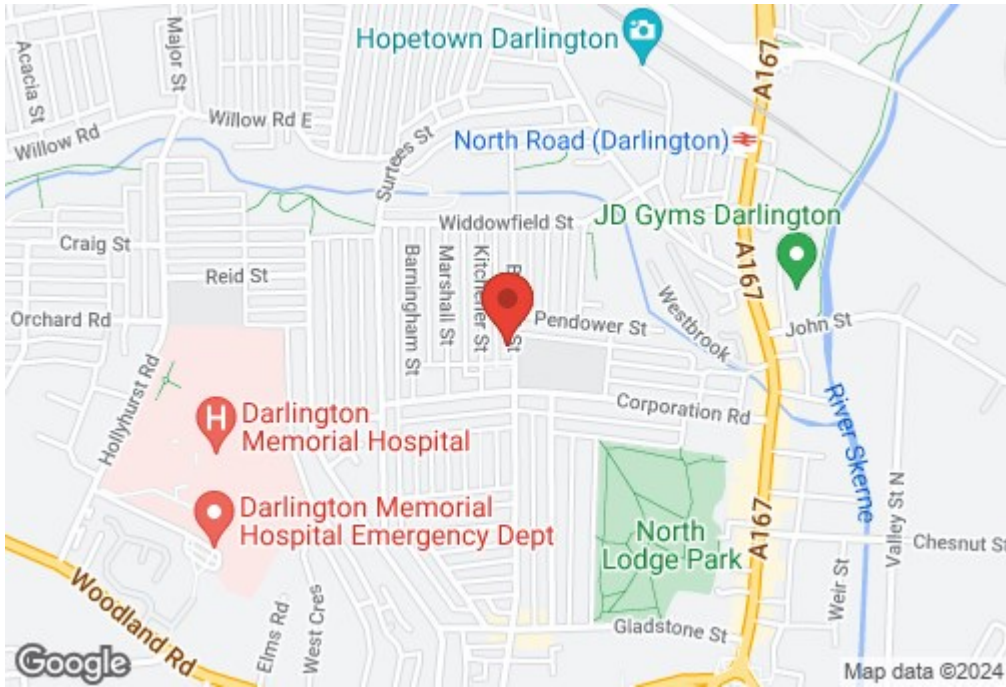 Acacia St
Major St
Hopetown Darlington
A167
Willow Rd
Willow Rd E
Surtees St
North Road (Darlington)
Widdowfield St
JD Gyms Darlington
Craig St
Reid St
Barningham St
Marshall St
Kitchener St
St
A167
Orchard Rd
Pendower St
Westbrook
John St
Hollyhurst Rd
Corporation Rd
H
Darlington
Memorial Hospital
River Skerne
Darlington Memorial
Hospital Emergency Dept
North
Lodge Park
A167
Valley St N
Chesnut St
Woodland Rd
Elms Rd
West Cres
Weir St
Gladstone St
Google
Map data ©2024